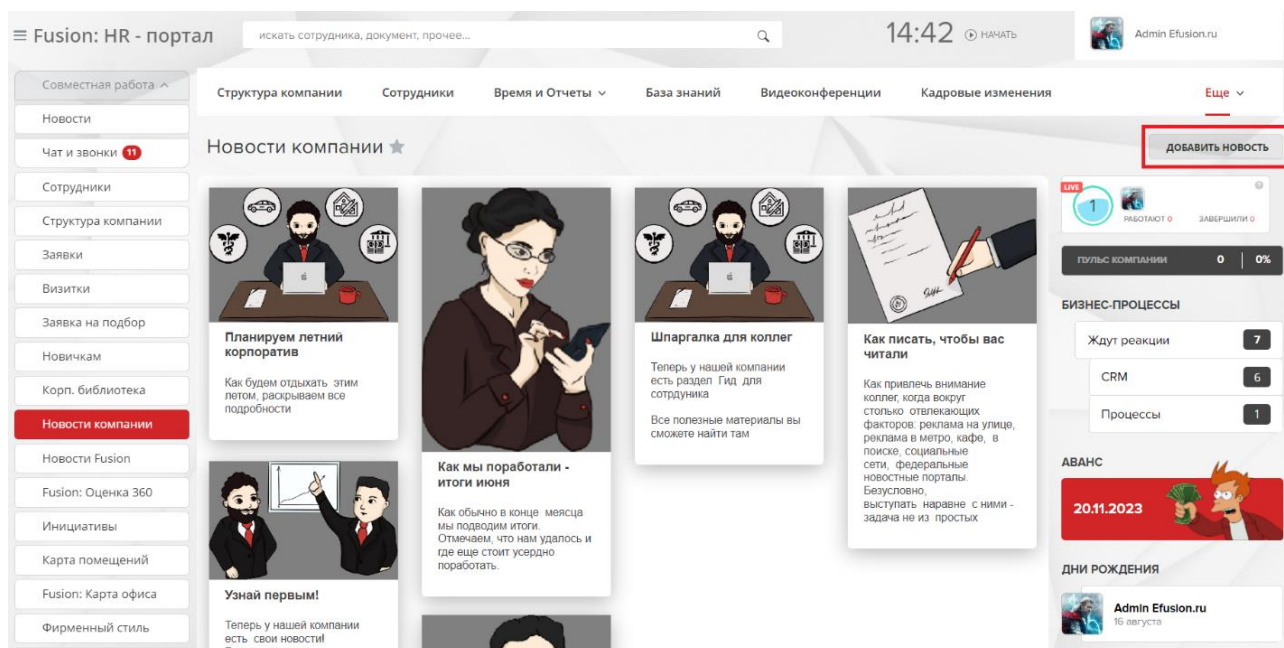 Fusion: HR - портал
искать сотрудника, документ, прочее...
14:42 НАЧАТЬ
Admin Efusion.ru
Совместная работа
Новости
Чат и звонки 11
Сотрудники
Структура компании
Заявки
Визитки
Заявка на подбор
Новичкам
Корп. библиотека
Новости компании
Новости Fusion
Fusion: Оценка 360
Инициативы
Карта помещений
Fusion: Карта офиса
Фирменный стиль
Структура компании
Сотрудники
Время и Отчеты
База знаний
Видеоконференции
Кадровые изменения
Еще
Новости компании
ДОБАВИТЬ НОВОСТЬ
Планируем летний
корпоратив
Как будем отдыхать этим
летом, раскрываем все
подробности
Узнай первым!
Теперь у нашей компании
есть свои новости!
Как мы поработали -
итоги июня
Как обычно в конце меясца
мы подводим итоги.
Отмечаем, что нам удалось и
где еще стоит усердно
поработать.
Шпаргалка для коллег
Теперь у нашей компании
есть раздел Гид для
сотрдуника
Все полезные материалы вы
сможете найти там
Как писать, чтобы вас
читали
Как привлечь внимание
коллег, когда вокруг
столько отвлекающих
факторов: реклама на улице,
реклама в метро, кафе, в
поиске, социальные
сети, федеральные
новостные порталы.
Безусловно,
выступать наравне с ними -
задача не из простых
LIVE
1
РАБОТАЮТ 0
ЗАВЕРШИЛИ 0
ПУЛЬС КОМПАНИИ 0 0%
БИЗНЕС-ПРОЦЕССЫ
Ждут реакции 7
CRM 6
Процессы 1
АВАНС
20.11.2023
ДНИ РОЖДЕНИЯ
Admin Efusion.ru
16 августа